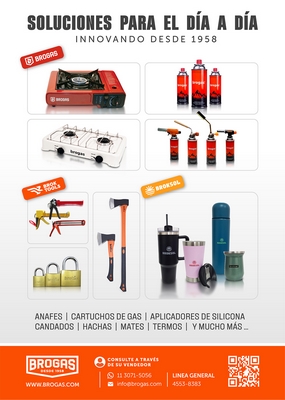 SOLUCIONES PARA EL DÍA A DÍA
INNOVANDO DESDE 1958
BROGAS
brogas
BROS TOOLS
BROKSOL
ANAFES | CARTUCHOS DE GAS | APLICADORES DE SILICONA
CANDADOS | HACHAS | MATES | TERMOS | Y MUCHO MÁS ...
BROGAS
DESDE 1958
WWW.BROGAS.COM
CONSULTE A TRAVÉS
DE SU VENDEDOR
11 3071-5056
info@brogas.com
LINEA GENERAL
4553-8383